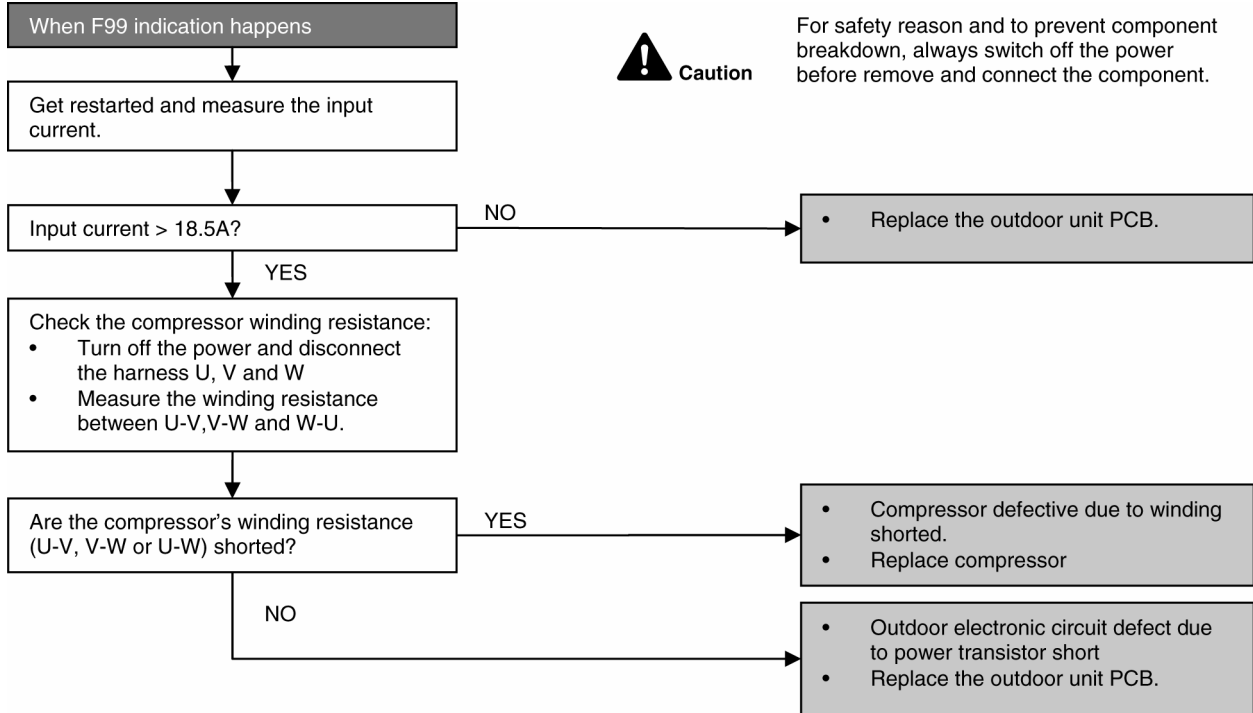 When F99 indication happens
For safety reason and to prevent component
breakdown, always switch off the power
before remove and connect the component.
Caution
Get restarted and measure the input
current.
Input current > 18.5A?
NO
• Replace the outdoor unit PCB.
YES
Check the compressor winding resistance:
• Turn off the power and disconnect
the harness U, V and W
• Measure the winding resistance
between U-V,V-W and W-U.
Are the compressor's winding resistance
(U-V, V-W or U-W) shorted?
YES
• Compressor defective due to winding
shorted.
• Replace compressor
NO
• Outdoor electronic circuit defect due
to power transistor short
• Replace the outdoor unit PCB.